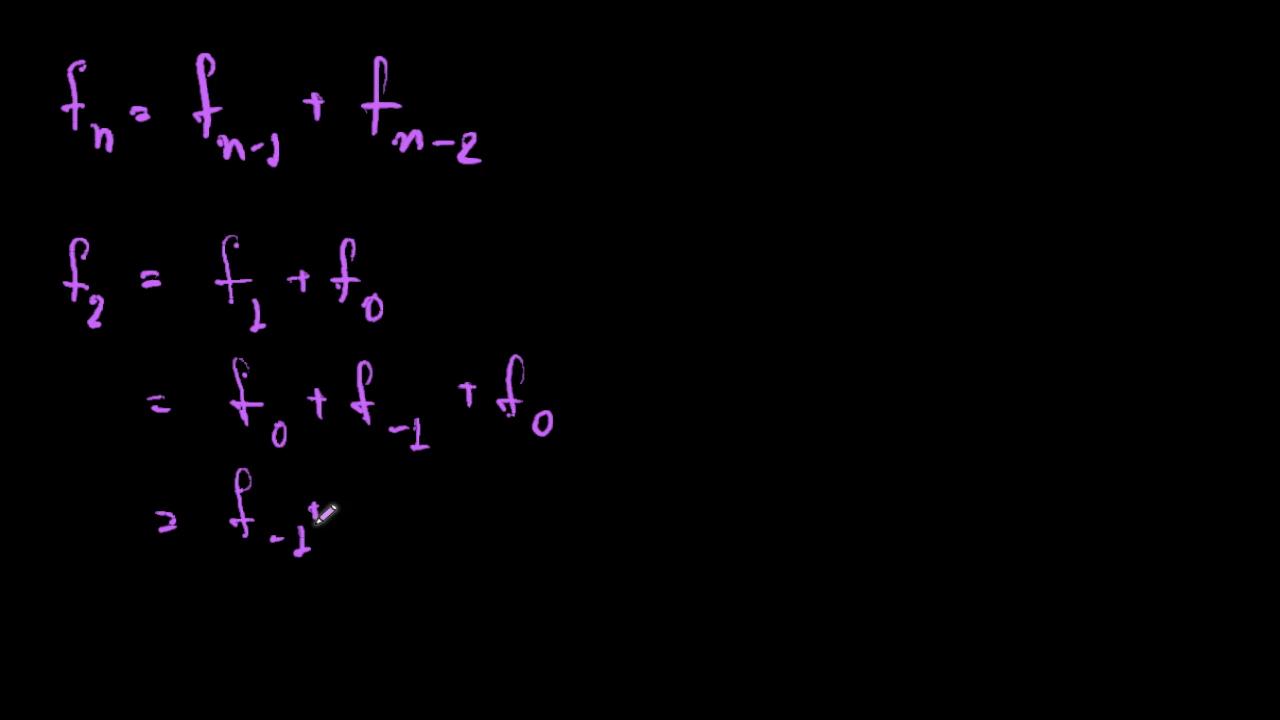 f_n = f_{n-1} + f_{n-2}
f_2 = f_1 + f_0
= f_0 + f_{-1} + f_0
= f_{-1} +